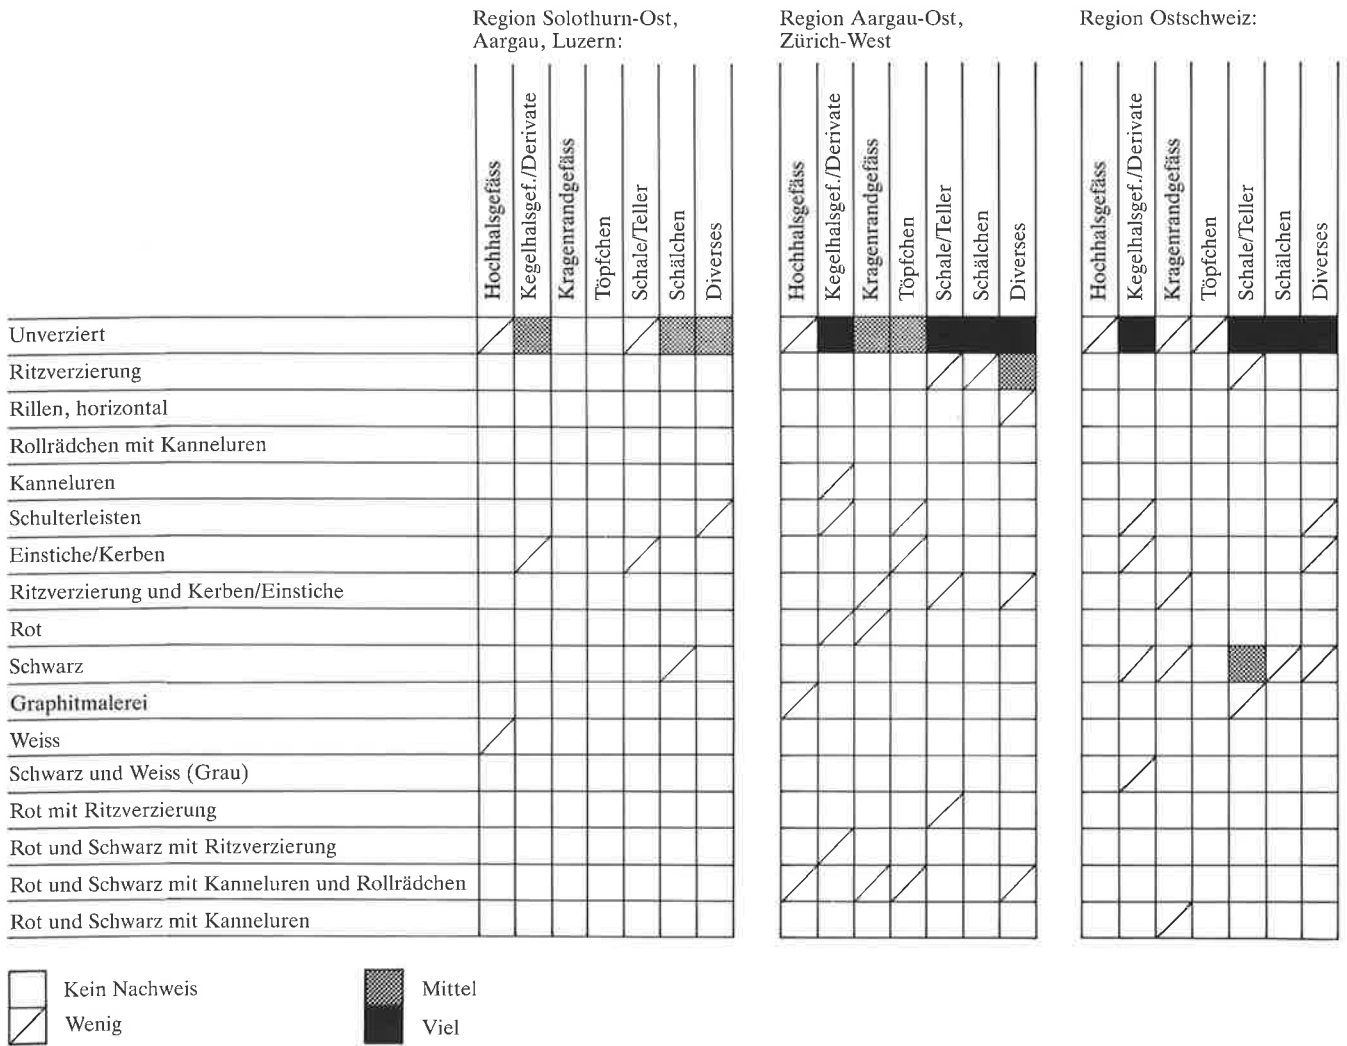 Region Solothurn-Ost,
Aargau, Luzern:
Region Aargau-Ost,
Zürich-West
Region Ostschweiz:
Hochhalsgefäss
Kegelhalsgef./Derivate
Kragenrandgefäss
Töpfchen
Schale/Teller
Schälchen
Diverses
Hochhalsgefäss
Kegelhalsgef./Derivate
Kragenrandgefäss
Töpfchen
Schale/Teller
Schälchen
Diverses
Hochhalsgefäss
Kegelhalsgef./Derivate
Kragenrandgefäss
Töpfchen
Schale/Teller
Schälchen
Diverses
Unverziert
Ritzverzierung
Rillen, horizontal
Rollrädchen mit Kanneluren
Kanneluren
Schulterleisten
Einstiche/Kerben
Ritzverzierung und Kerben/Einstiche
Rot
Schwarz
Graphitmalerei
Weiss
Schwarz und Weiss (Grau)
Rot mit Ritzverzierung
Rot und Schwarz mit Ritzverzierung
Rot und Schwarz mit Kanneluren und Rollrädchen
Rot und Schwarz mit Kanneluren
Kein Nachweis
Wenig
Mittel
Viel